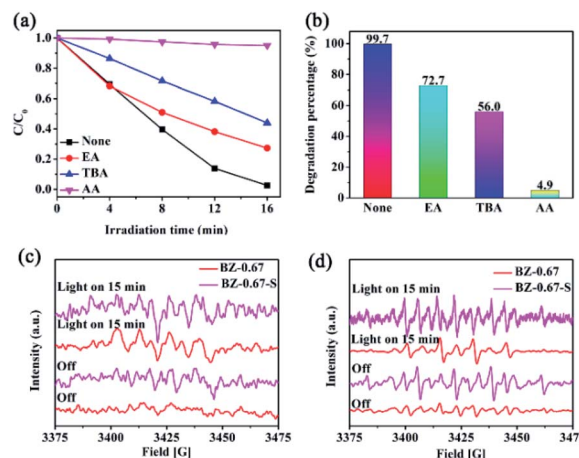 (a)
1.0
0.8
0.6
0.4
0.2
0.0
C/C0
None
EA
TBA
AA
0 4 8 12 16
Irradiation time (min)
(b)
120
100
80
60
40
20
0
Degradation percentage (%)
99.7
72.7
56.0
4.9
None EA TBA AA
(c)
BZ-0.67
BZ-0.67-S
Light on 15 min
Light on 15 min
Off
Off
Intensity (a.u.)
3375 3400 3425 3450 3475
Field [G]
(d)
BZ-0.67
BZ-0.67-S
Light on 15 min
Light on 15 min
Off
Off
Intensity (a.u.)
3375 3400 3425 3450 347
Field [G]